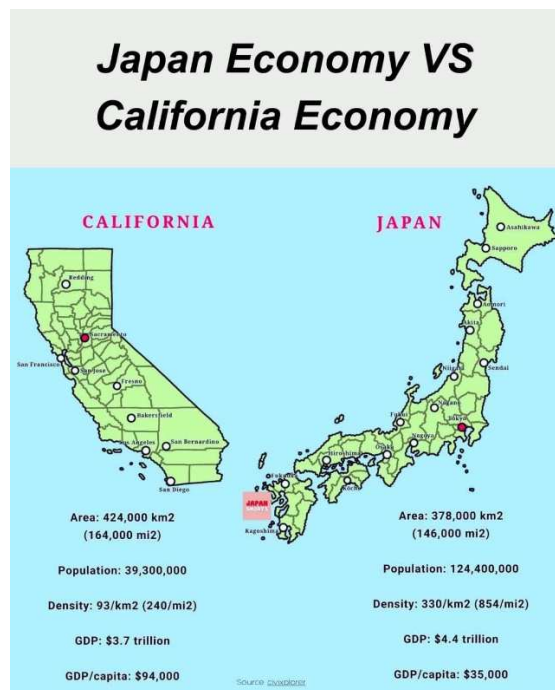 Japan Economy VS
California Economy
CALIFORNIA
JAPAN
Redding
Sacramento
San Francisco
San Jose
Fresno
Bakersfield
Los Angeles
San Bernardino
San Diego
Asahikawa
Sapporo
Aomori
Akita
Sendai
Niigata
Nagano
Fukui
Tokyo
Nagoya
Osaka
Hiroshima
Kochi
Fukuoka
Kagoshima
JAPAN
Area: 424,000 km2
(164,000 mi2)
Population: 39,300,000
Density: 93/km2 (240/mi2)
GDP: $3.7 trillion
GDP/capita: $94,000
Area: 378,000 km2
(146,000 mi2)
Population: 124,400,000
Density: 330/km2 (854/mi2)
GDP: $4.4 trillion
GDP/capita: $35,000
Source